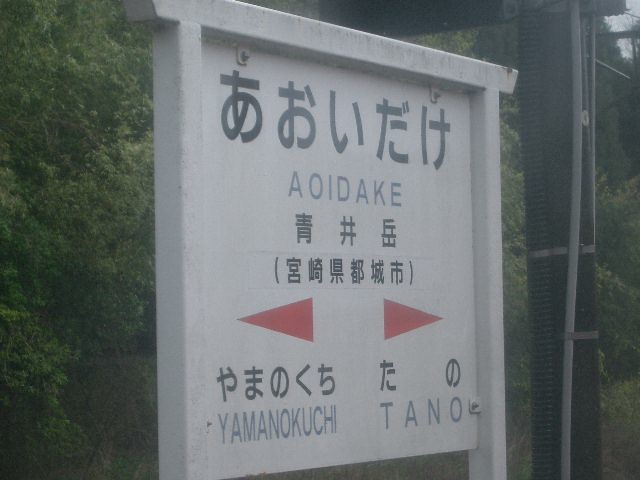 あおいだけ
AOIDAKE
青井岳
(宮崎県都城市)
やまのくち たの
YAMANOKUCHI TANO